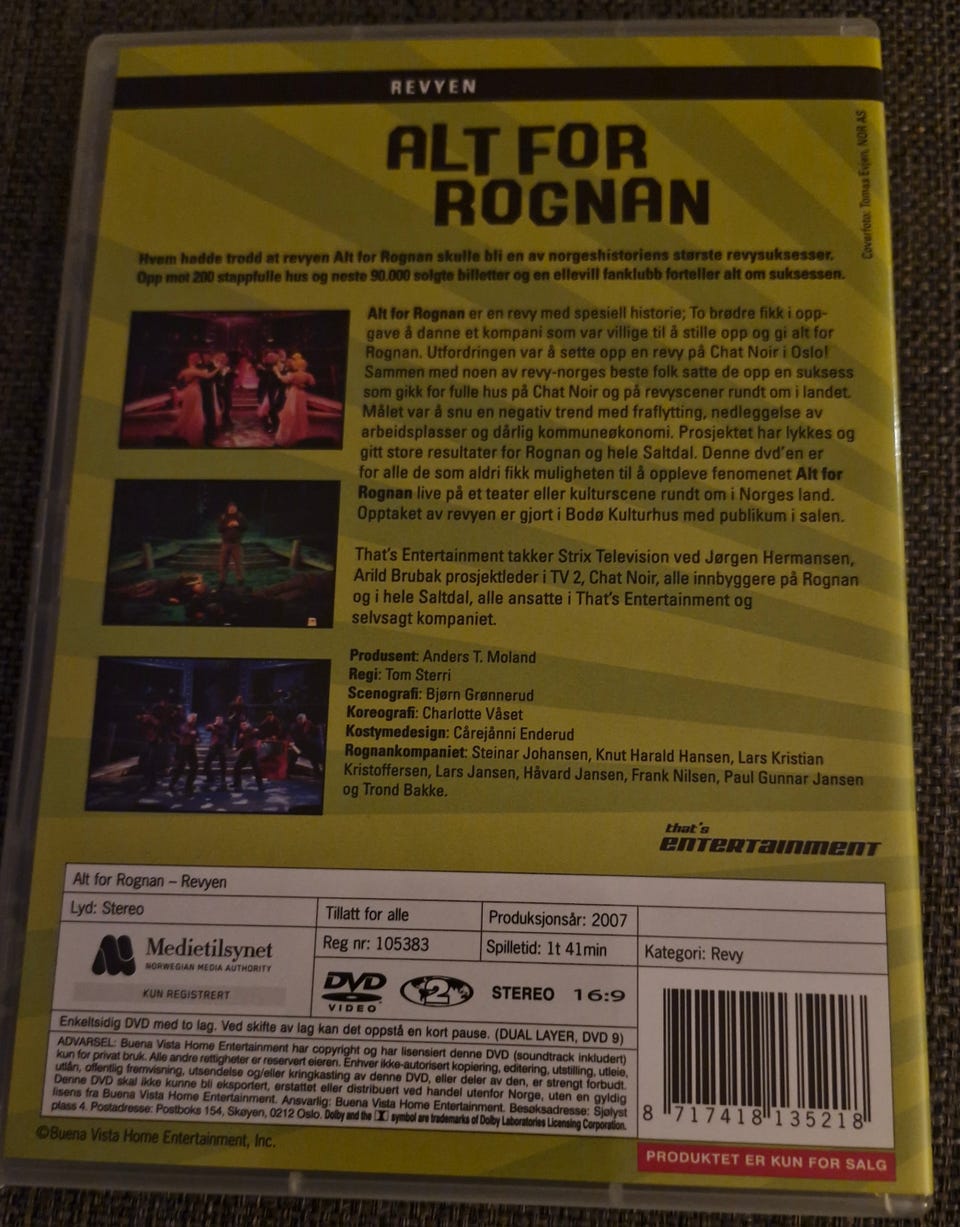 REVYEN
ALT FOR
ROGNAN
Coverfoto: Tomax Evjen, NOR AS
Hvem hadde trodd at revyen Alt for Rognan skulle bli en av norgeshistoriens største revysuksesser.
Opp mot 200 stappfulle hus og neste 90.000 solgte billetter og en ellevill fanklubb forteller alt om suksessen.
Alt for Rognan er en revy med spesiell historie; To brødre fikk i opp-
gave å danne et kompani som var villige til å stille opp og gi alt for
Rognan. Utfordringen var å sette opp en revy på Chat Noir i Oslo!
Sammen med noen av revy-norges beste folk satte de opp en suksess
som gikk for fulle hus på Chat Noir og på revyscener rundt om i landet.
Målet var å snu en negativ trend med fraflytting, nedleggelse av
arbeidsplasser og dårlig kommuneøkonomi. Prosjektet har lykkes og
gitt store resultater for Rognan og hele Saltdal. Denne dvd'en er
for alle de som aldri fikk muligheten til å oppleve fenomenet Alt for
Rognan live på et teater eller kulturscene rundt om i Norges land.
Opptaket av revyen er gjort i Bodø Kulturhus med publikum i salen.
That's Entertainment takker Strix Television ved Jørgen Hermansen,
Arild Brubak prosjektleder i TV 2, Chat Noir, alle innbyggere på Rognan
og i hele Saltdal, alle ansatte i That's Entertainment og
selvsagt kompaniet.
Produsent: Anders T. Moland
Regi: Tom Sterri
Scenografi: Bjørn Grønnerud
Koreografi: Charlotte Våset
Kostymedesign: Cårejånni Enderud
Rognankompaniet: Steinar Johansen, Knut Harald Hansen, Lars Kristian
Kristoffersen, Lars Jansen, Håvard Jansen, Frank Nilsen, Paul Gunnar Jansen
og Trond Bakke.
that's
ENTERTAINMENT
Alt for Rognan – Revyen
Lyd: Stereo
Tillatt for alle
Produksjonsår: 2007
Medietilsynet
NORWEGIAN MEDIA AUTHORITY
KUN REGISTRERT
Reg nr: 105383
Spilletid: 1t 41min
Kategori: Revy
DVD
VIDEO
2
STEREO
16:9
Enkeltsidig DVD med to lag. Ved skifte av lag kan det oppstå en kort pause. (DUAL LAYER, DVD 9)
ADVARSEL: Buena Vista Home Entertainment har copyright og har lisensiert denne DVD (soundtrack inkludert)
kun for privat bruk. Alle andre rettigheter er reservert eieren. Enhver ikke-autorisert kopiering, editering, utstilling, utleie,
utlån, offentlig fremvisning, utsendelse og/eller kringkasting av denne DVD, eller deler av den, er strengt forbudt.
Denne DVD skal ikke kunne bli eksportert, erstattet eller distribuert ved handel utenfor Norge, uten en gyldig
lisens fra Buena Vista Home Entertainment. Ansvarlig: Buena Vista Home Entertainment. Besøksadresse: Sjølyst
plass 4. Postadresse: Postboks 154, Skøyen, 0212 Oslo. Dolby and the symbol are trademarks of Dolby Laboratories Licensing Corporation.
8 717418 135218
©Buena Vista Home Entertainment, Inc.
PRODUKTET ER KUN FOR SALG